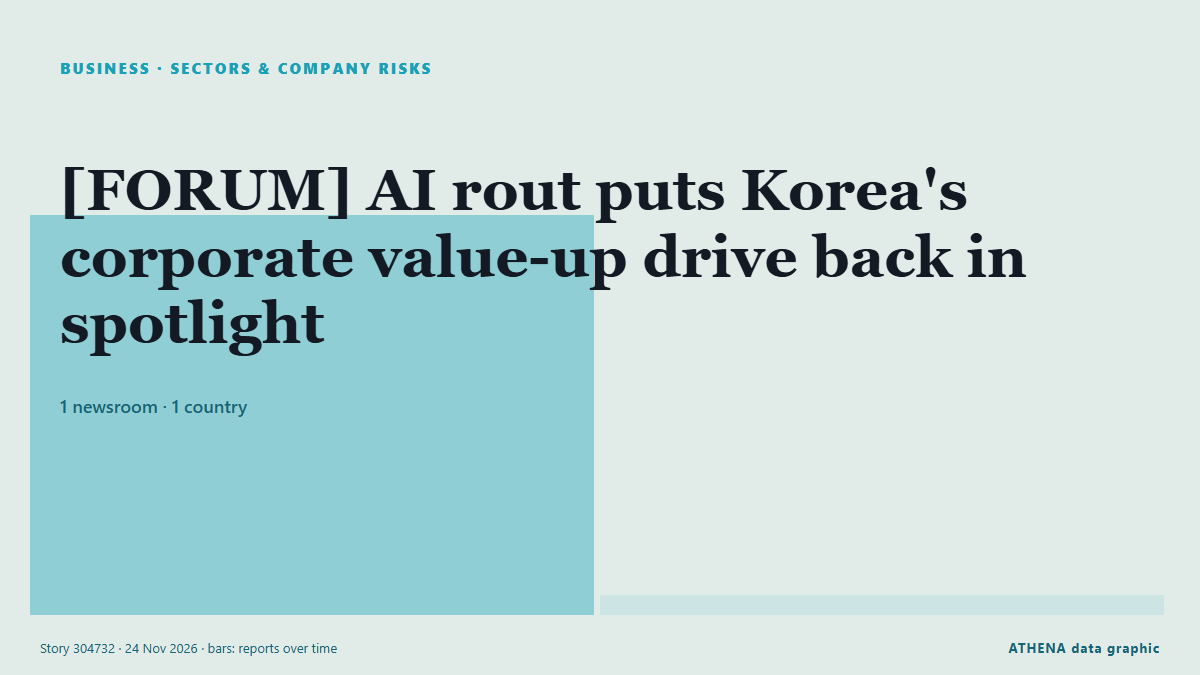 BUSINESS · SECTORS & COMPANY RISKS
[FORUM] AI rout puts Korea's
corporate value-up drive back in
spotlight
1 newsroom · 1 country
Story 304732 · 24 Nov 2026 · bars: reports over time
ATHENA data graphic